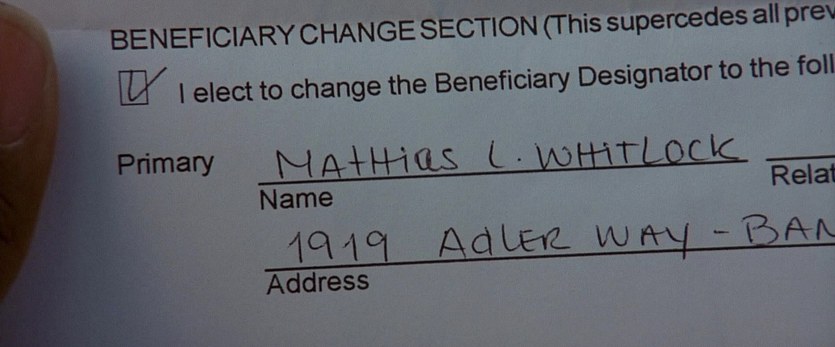 BENEFICIARY CHANGE SECTION (This supercedes all prev
I elect to change the Beneficiary Designator to the foll
Primary MATHiAS L. WHiTLOCK
Name Relat
1919 AdLER WAY - BAN
Address